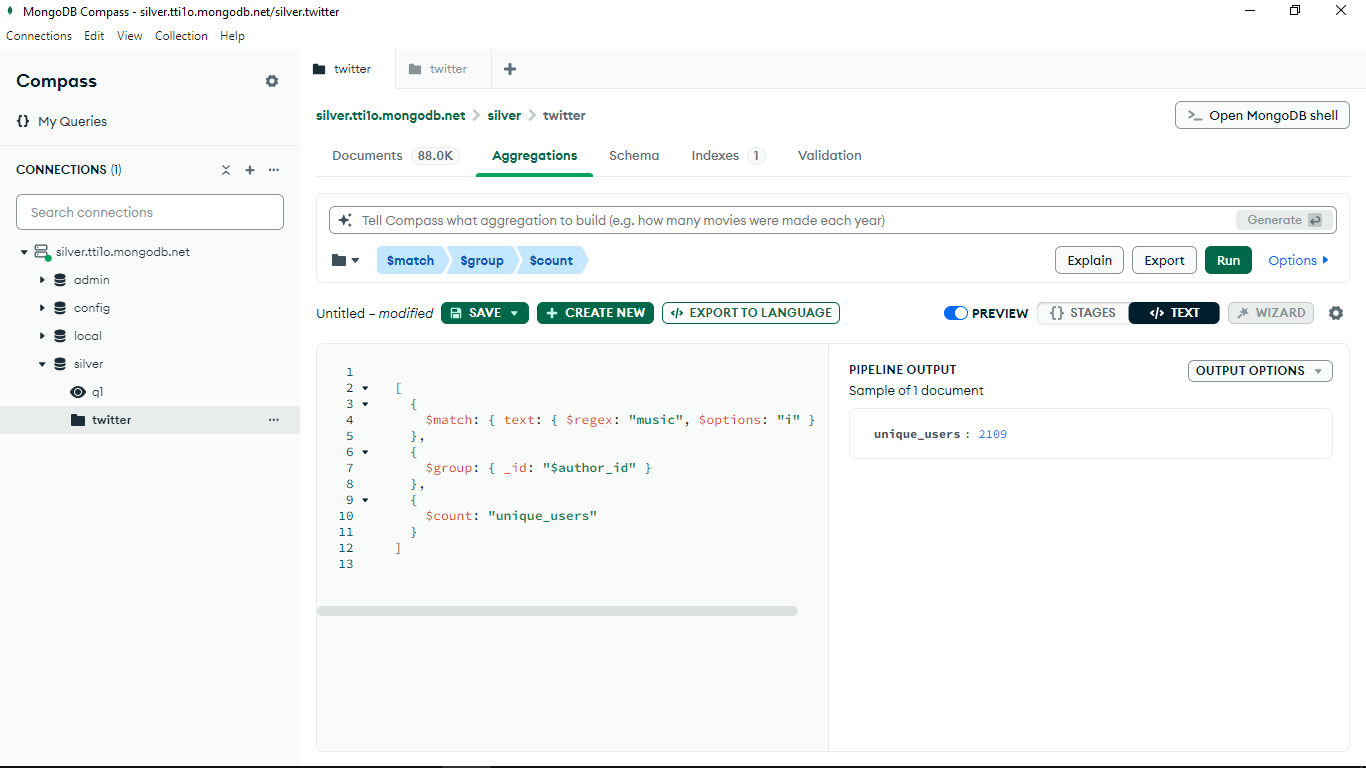 MongoDB Compass - silver.tti1o.mongodb.net/silver.twitter
Connections Edit View Collection Help
Compass
{} My Queries
CONNECTIONS (1)
Search connections
silver.tti1o.mongodb.net
admin
config
local
silver
q1
twitter
twitter twitter
silver.tti1o.mongodb.net > silver > twitter
>_ Open MongoDB shell
Documents 88.0K Aggregations Schema Indexes 1 Validation
Tell Compass what aggregation to build (e.g. how many movies were made each year) Generate
$match $group $count Explain Export Run Options
Untitled – modified SAVE + CREATE NEW </> EXPORT TO LANGUAGE PREVIEW {} STAGES </> TEXT WIZARD
1
2 [
3 {
4 $match: { text: { $regex: "music", $options: "i" }
5 },
6 {
7 $group: { _id: "$author_id" }
8 },
9 {
10 $count: "unique_users"
11 }
12 ]
13
PIPELINE OUTPUT
Sample of 1 document
OUTPUT OPTIONS
unique_users : 2109